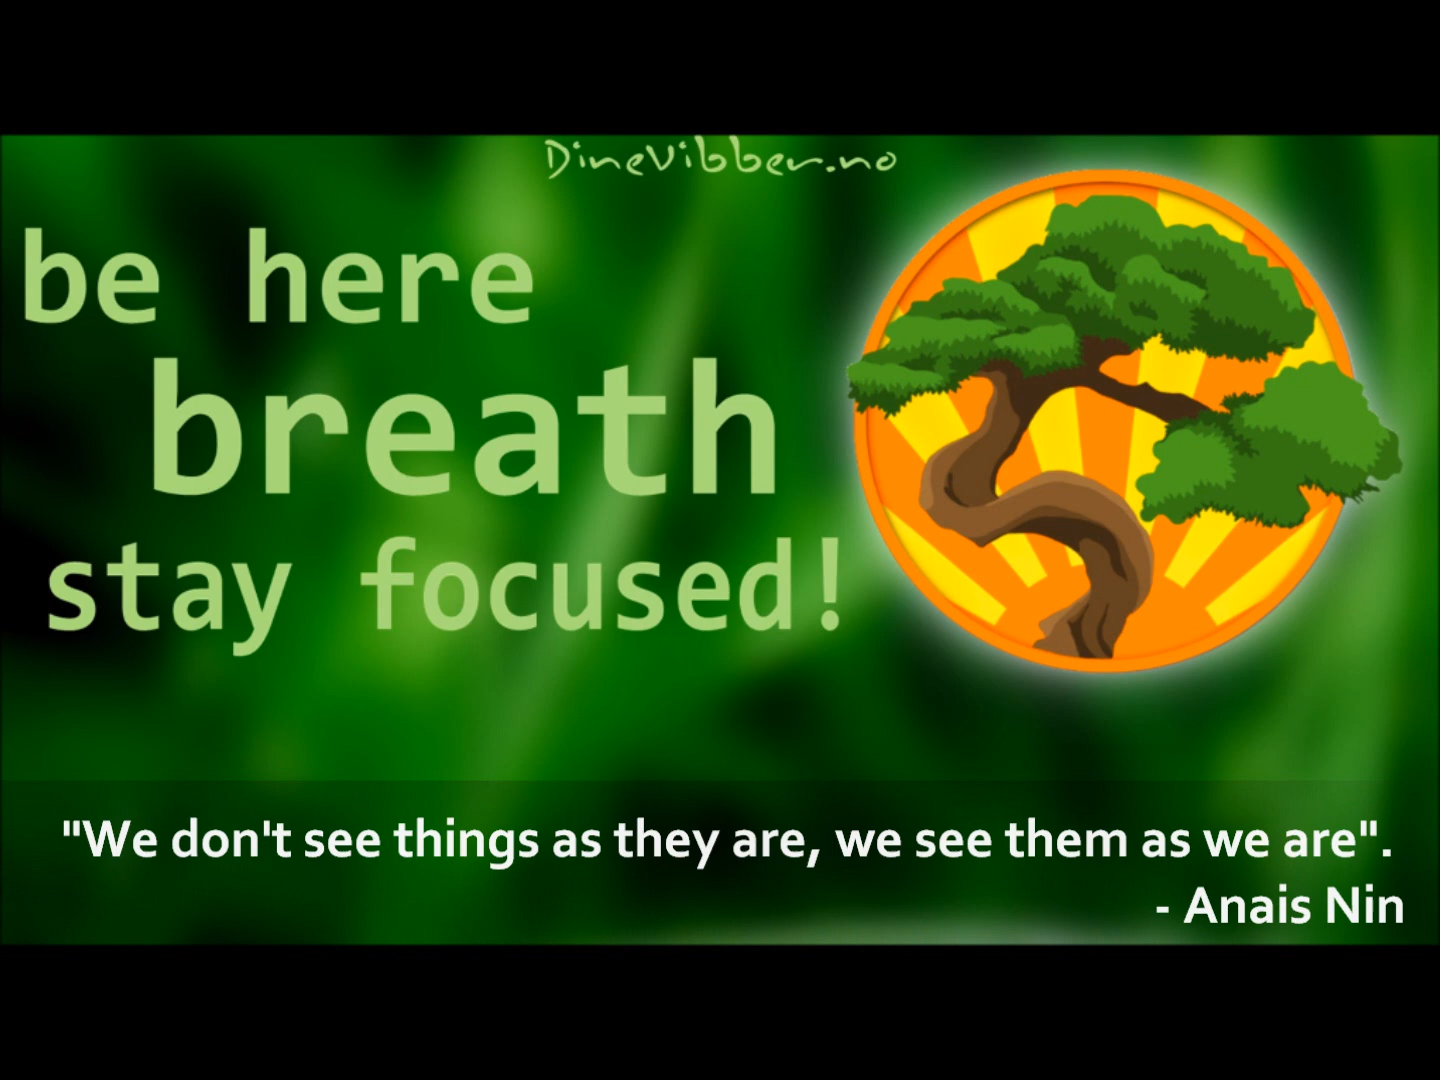 DineVibber.no
be here
breath
stay focused!
"We don't see things as they are, we see them as we are".
- Anais Nin